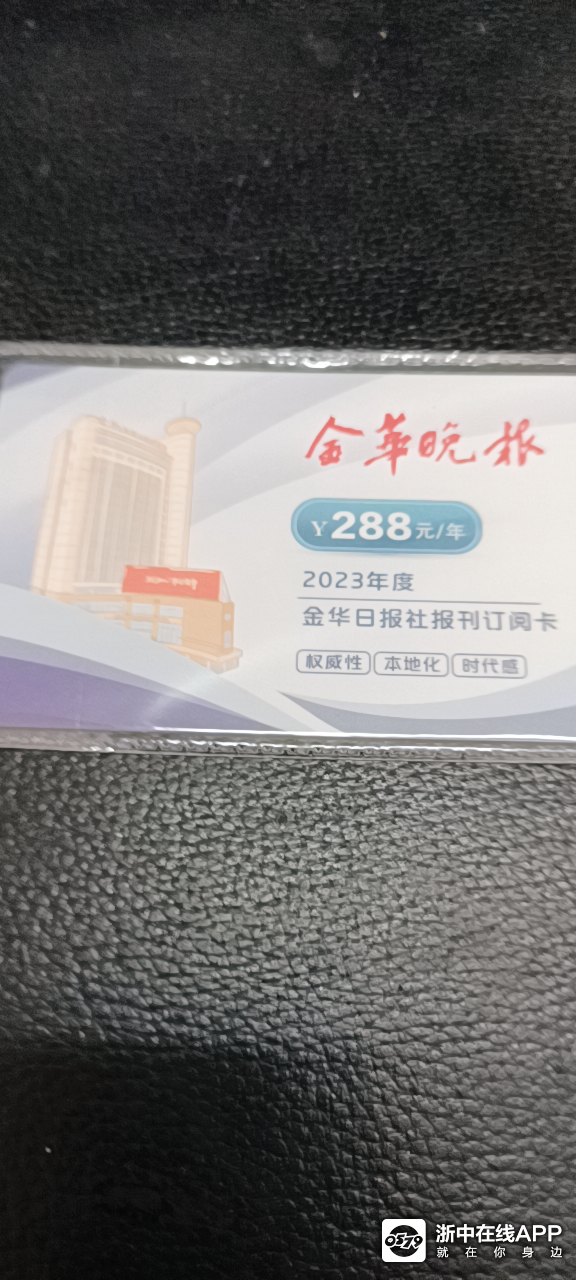 金华晚报
¥288元/年
2023年度
金华日报社报刊订阅卡
权威性 本地化 时代感
0579
浙中在线APP
就在你身边